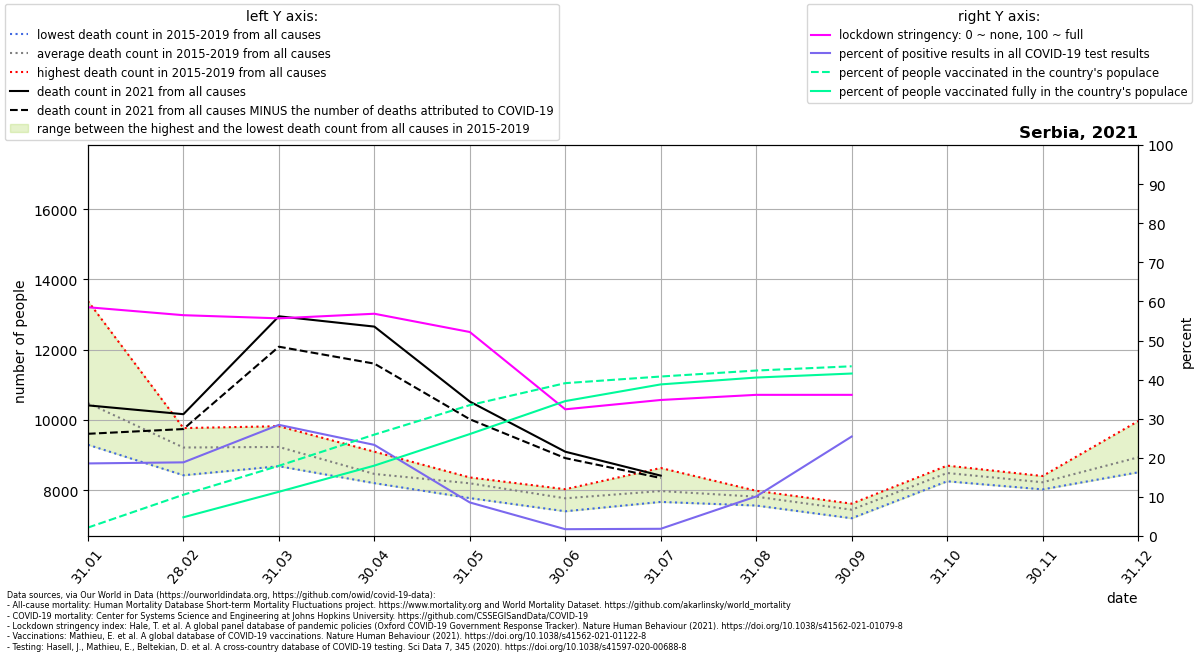 left Y axis:
lowest death count in 2015-2019 from all causes
average death count in 2015-2019 from all causes
highest death count in 2015-2019 from all causes
death count in 2021 from all causes
death count in 2021 from all causes MINUS the number of deaths attributed to COVID-19
range between the highest and the lowest death count from all causes in 2015-2019
right Y axis:
lockdown stringency: 0 ~ none, 100 ~ full
percent of positive results in all COVID-19 test results
percent of people vaccinated in the country's populace
percent of people vaccinated fully in the country's populace
Serbia, 2021
number of people
16000
14000
12000
10000
8000
100
90
80
70
60
50
40
30
20
10
0
percent
31.01
28.02
31.03
30.04
31.05
30.06
31.07
31.08
30.09
31.10
30.11
31.12
date
Data sources, via Our World in Data (https://ourworldindata.org, https://github.com/owid/covid-19-data):
- All-cause mortality: Human Mortality Database Short-term Mortality Fluctuations project. https://www.mortality.org and World Mortality Dataset. https://github.com/akarlinsky/world_mortality
- COVID-19 mortality: Center for Systems Science and Engineering at Johns Hopkins University. https://github.com/CSSEGISandData/COVID-19
- Lockdown stringency index: Hale, T. et al. A global panel database of pandemic policies (Oxford COVID-19 Government Response Tracker). Nature Human Behaviour (2021). https://doi.org/10.1038/s41562-021-01079-8
- Vaccinations: Mathieu, E. et al. A global database of COVID-19 vaccinations. Nature Human Behaviour (2021). https://doi.org/10.1038/s41562-021-01122-8
- Testing: Hasell, J., Mathieu, E., Beltekian, D. et al. A cross-country database of COVID-19 testing. Sci Data 7, 345 (2020). https://doi.org/10.1038/s41597-020-00688-8